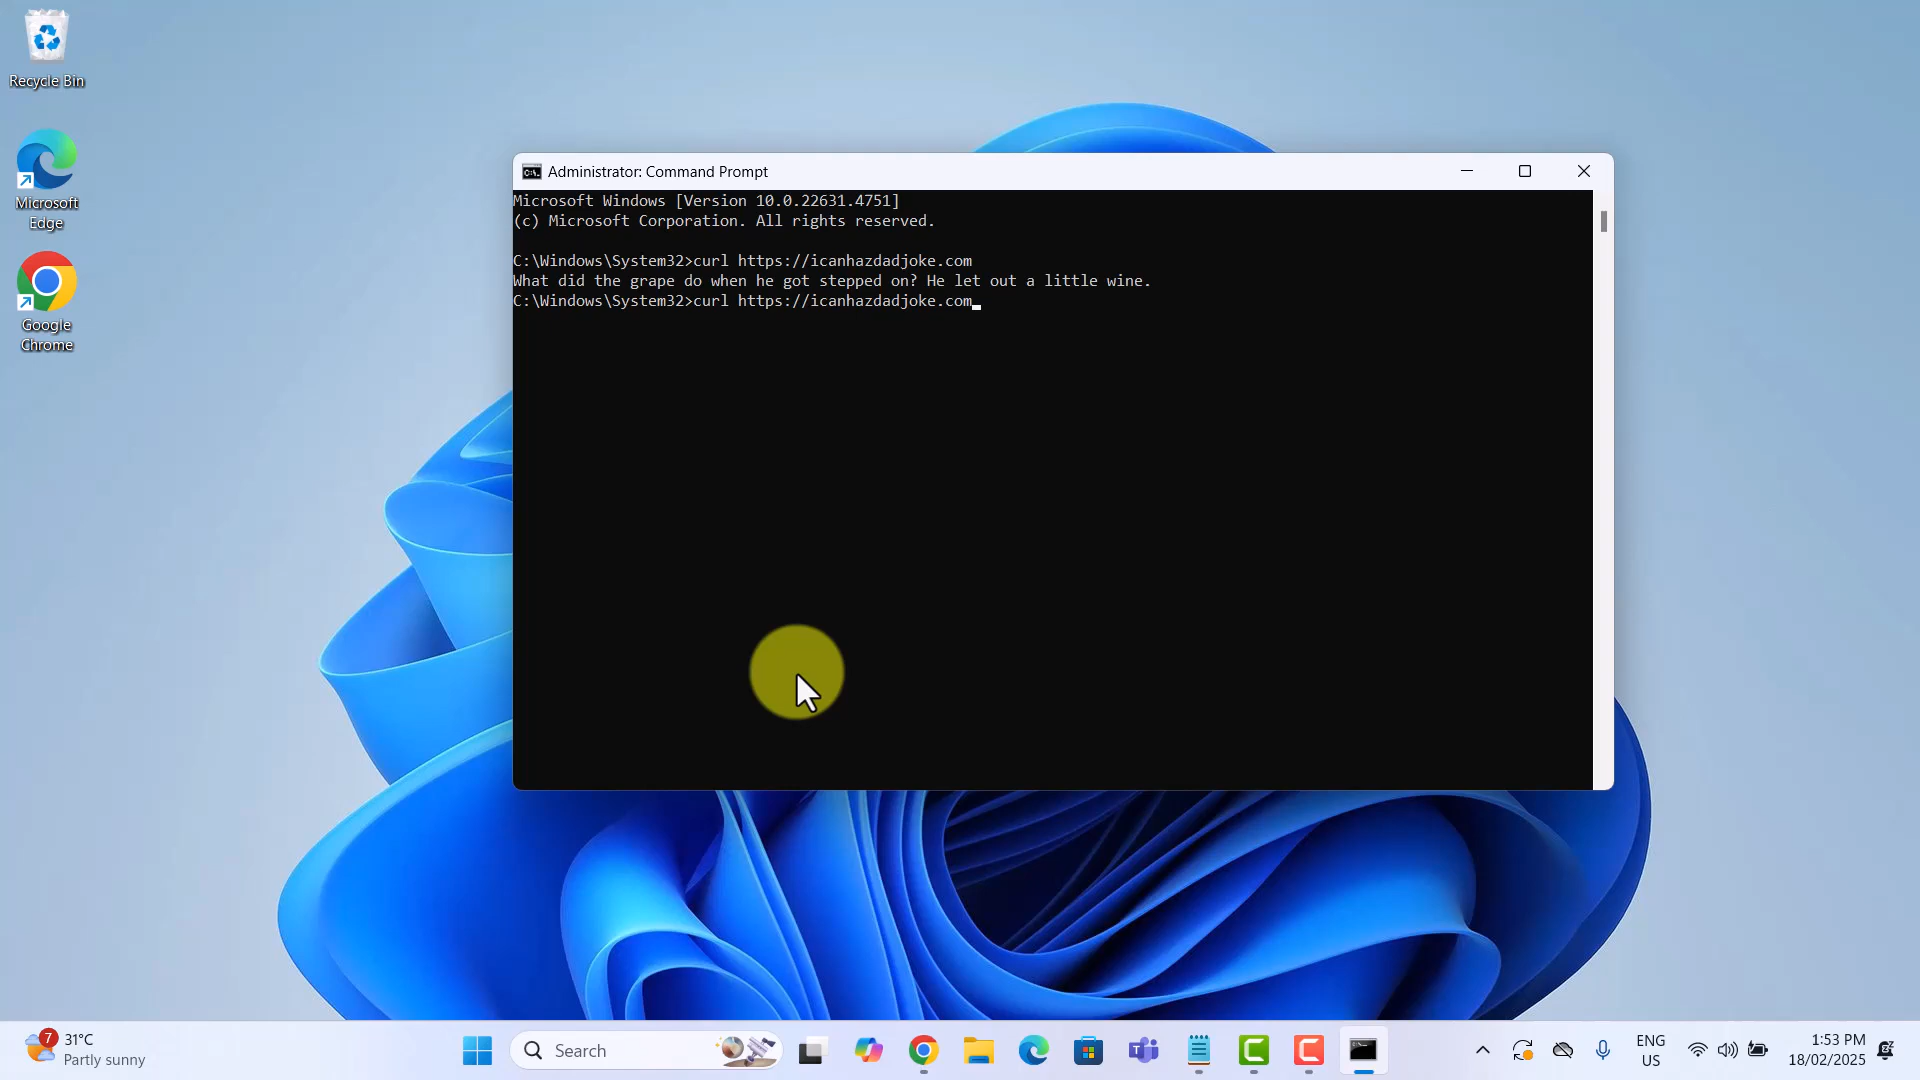 Recycle Bin
Microsoft
Edge
Google
Chrome
Administrator: Command Prompt
Microsoft Windows [Version 10.0.22631.4751]
(c) Microsoft Corporation. All rights reserved.
C:\Windows\System32>curl https://icanhazdadjoke.com
What did the grape do when he got stepped on? He let out a little wine.
C:\Windows\System32>curl https://icanhazdadjoke.com
7
31°C
Partly sunny
Search
ENG
US
1:53 PM
18/02/2025